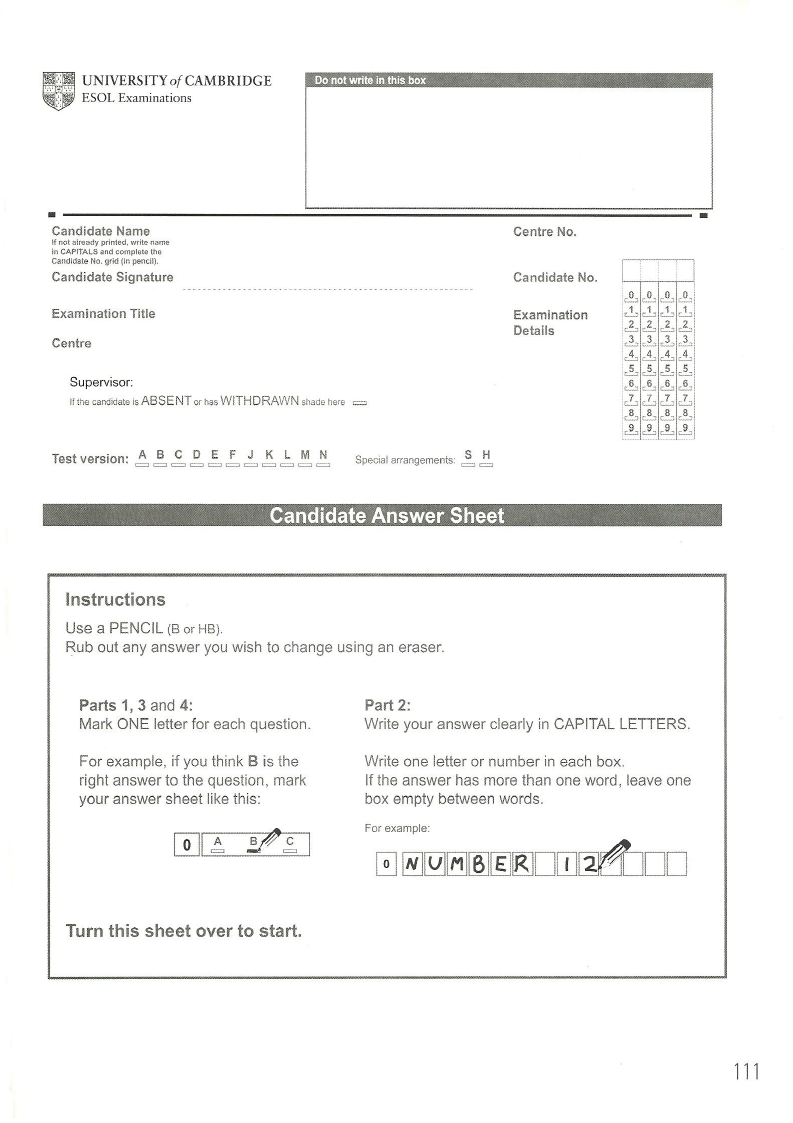 UNIVERSITY of CAMBRIDGE
ESOL Examinations
Do not write in this box
Candidate Name
If not already printed, write name
in CAPITALS and complete the
Candidate No. grid (in pencil).
Candidate Signature
Examination Title
Centre
Supervisor:
If the candidate is ABSENT or has WITHDRAWN shade here
Centre No.
Candidate No.
Examination
Details
0 0 0 0
1 1 1 1
2 2 2 2
3 3 3 3
4 4 4 4
5 5 5 5
6 6 6 6
7 7 7 7
8 8 8 8
9 9 9 9
Test version: A B C D E F J K L M N Special arrangements: S H
Candidate Answer Sheet
Instructions
Use a PENCIL (B or HB).
Rub out any answer you wish to change using an eraser.
Parts 1, 3 and 4:
Mark ONE letter for each question.
For example, if you think B is the
right answer to the question, mark
your answer sheet like this:
0 A B C
Part 2:
Write your answer clearly in CAPITAL LETTERS.
Write one letter or number in each box.
If the answer has more than one word, leave one
box empty between words.
For example:
0 NUMBER 12
Turn this sheet over to start.
111